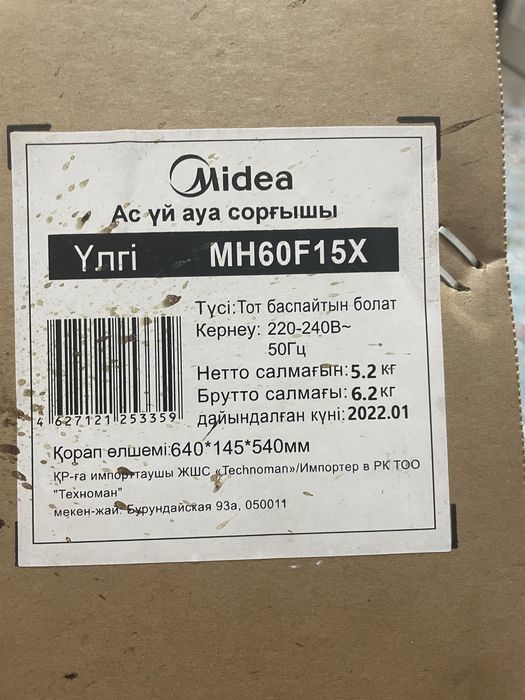 Midea
Ас үй ауа сорғышы
Үлгі MH60F15X
Түсі:Тот баспайтын болат
Кернеу: 220-240В~
50Гц
Нетто салмағын:5.2 кг
Брутто салмағы: 6.2кг
дайындалған күні:2022.01
4 627121 253359
Қорап өлшемі:640*145*540мм
ҚР-ға импорттаушы ЖШС «Technoman»/Импортер в РК ТОО
"Техноман"
мекен-жай: Бурундайская 93а, 050011